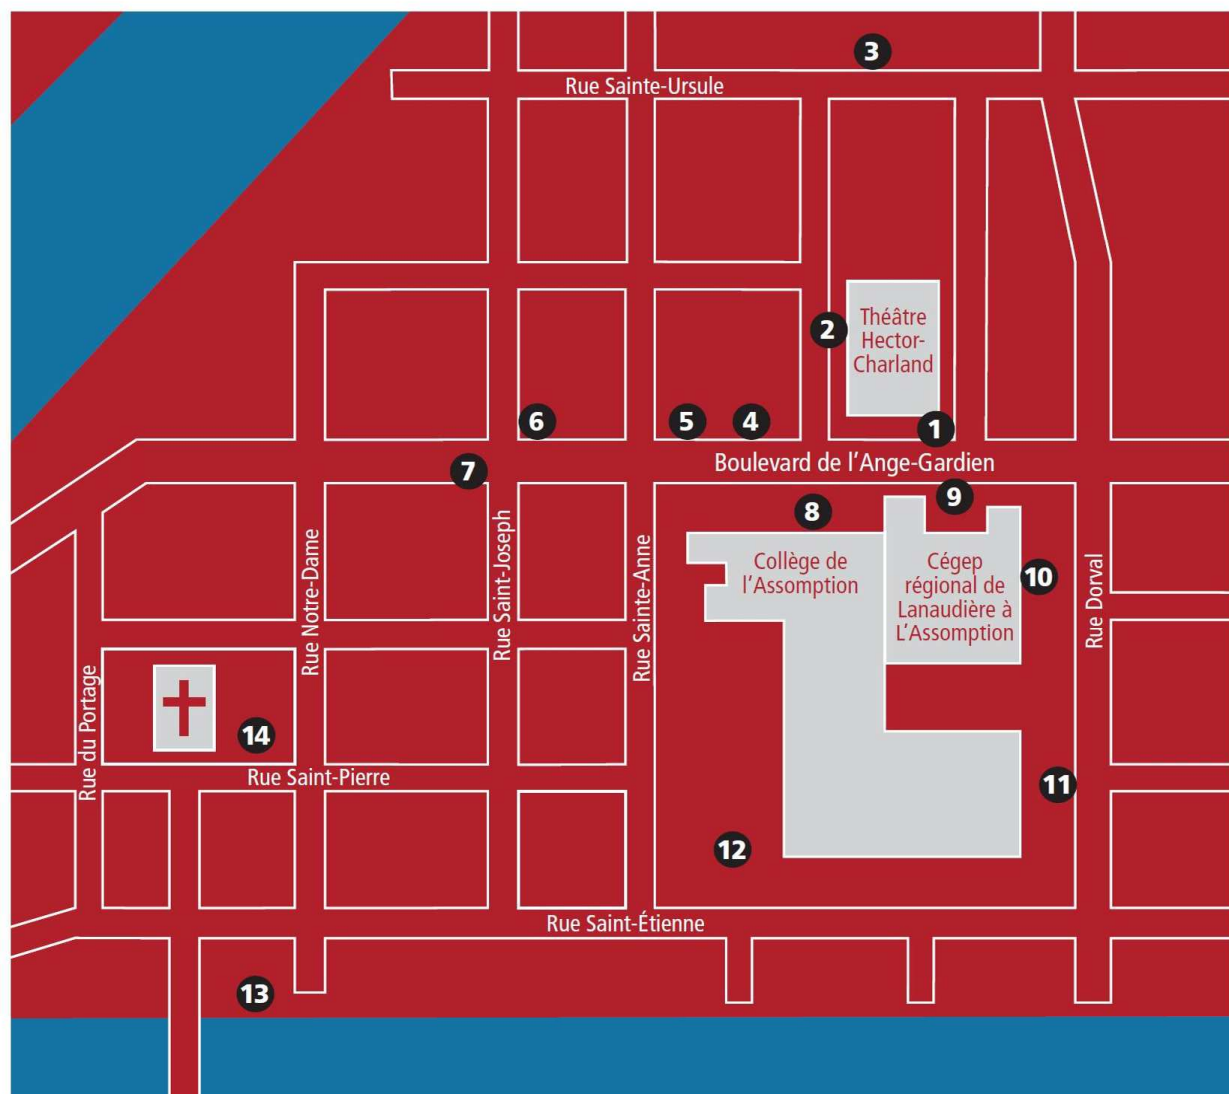 3
Rue Sainte-Ursule
2
Théâtre
Hector-
Charland
6
5
4
1
Boulevard de l'Ange-Gardien
7
8
9
Collège de
l'Assomption
Cégep
régional de
Lanaudière à
L'Assomption
10
Rue Notre-Dame
Rue Saint-Joseph
Rue Sainte-Anne
Rue Dorval
Rue du Portage
14
Rue Saint-Pierre
11
12
Rue Saint-Étienne
13